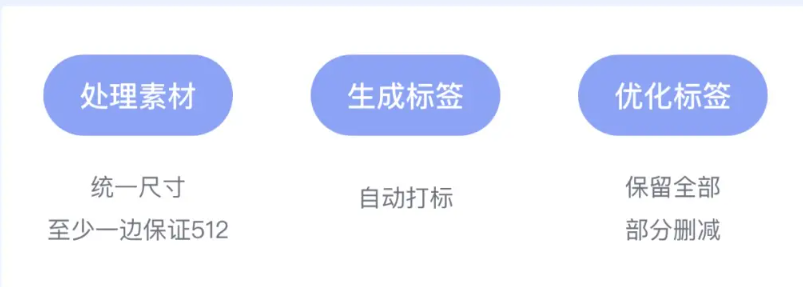 处理素材
统一尺寸
至少一边保证512
生成标签
自动打标
优化标签
保留全部
部分删减